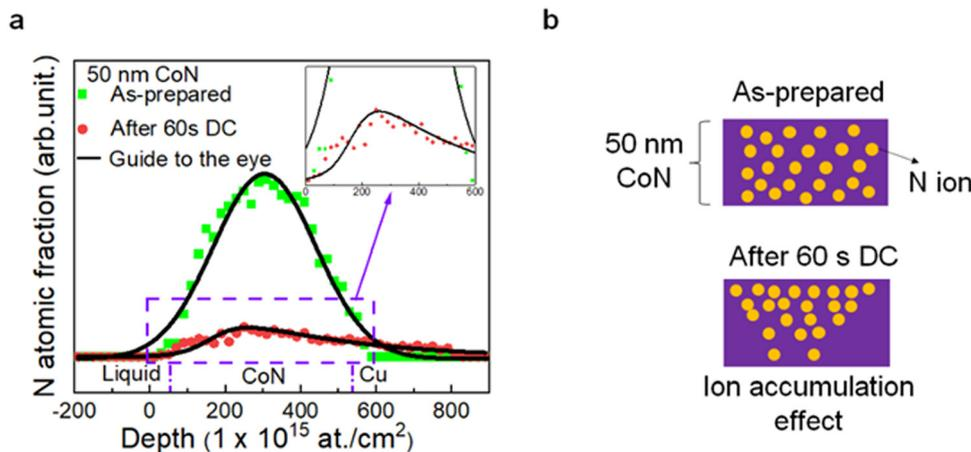 a
50 nm CoN
As-prepared
After 60s DC
Guide to the eye
0 200 400 600
N atomic fraction (arb.unit.)
Liquid CoN Cu
-200 0 200 400 600 800
Depth (1 x 10¹⁵ at./cm²)
b
As-prepared
50 nm
CoN
N ion
After 60 s DC
Ion accumulation
effect